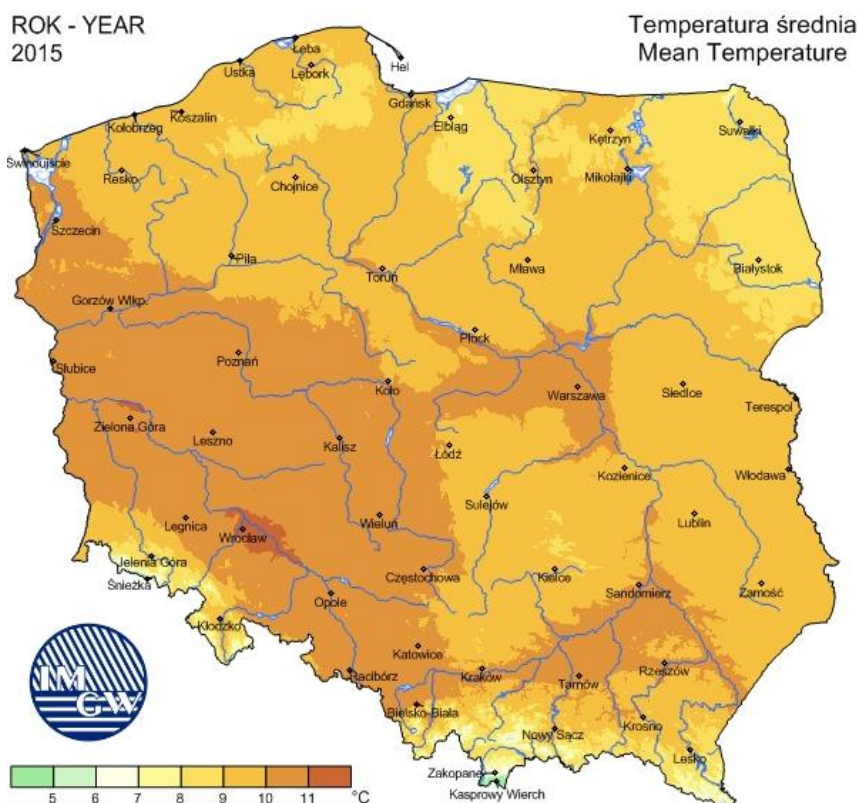 ROK - YEAR
2015
Temperatura średnia
Mean Temperature
Łeba
Ustka
Lębork
Hel
Gdańsk
Koszalin
Kołobrzeg
Elbląg
Kętrzyn
Suwałki
Świnoujście
Resko
Chojnice
Olsztyn
Mikołajki
Szczecin
Piła
Toruń
Mława
Białystok
Gorzów Wlkp.
Płock
Słubice
Poznań
Koło
Warszawa
Siedlce
Terespol
Zielona Góra
Leszno
Kalisz
Łódź
Kozienice
Włodawa
Sulejów
Legnica
Wrocław
Wieluń
Lublin
Jelenia Góra
Śnieżka
Częstochowa
Kielce
Sandomierz
Zamość
Opole
Kłodzko
Katowice
Racibórz
Kraków
Tarnów
Rzeszów
Bielsko-Biała
Nowy Sącz
Krosno
Lesko
Zakopane
Kasprowy Wierch
IM
GW
5 6 7 8 9 10 11 °C